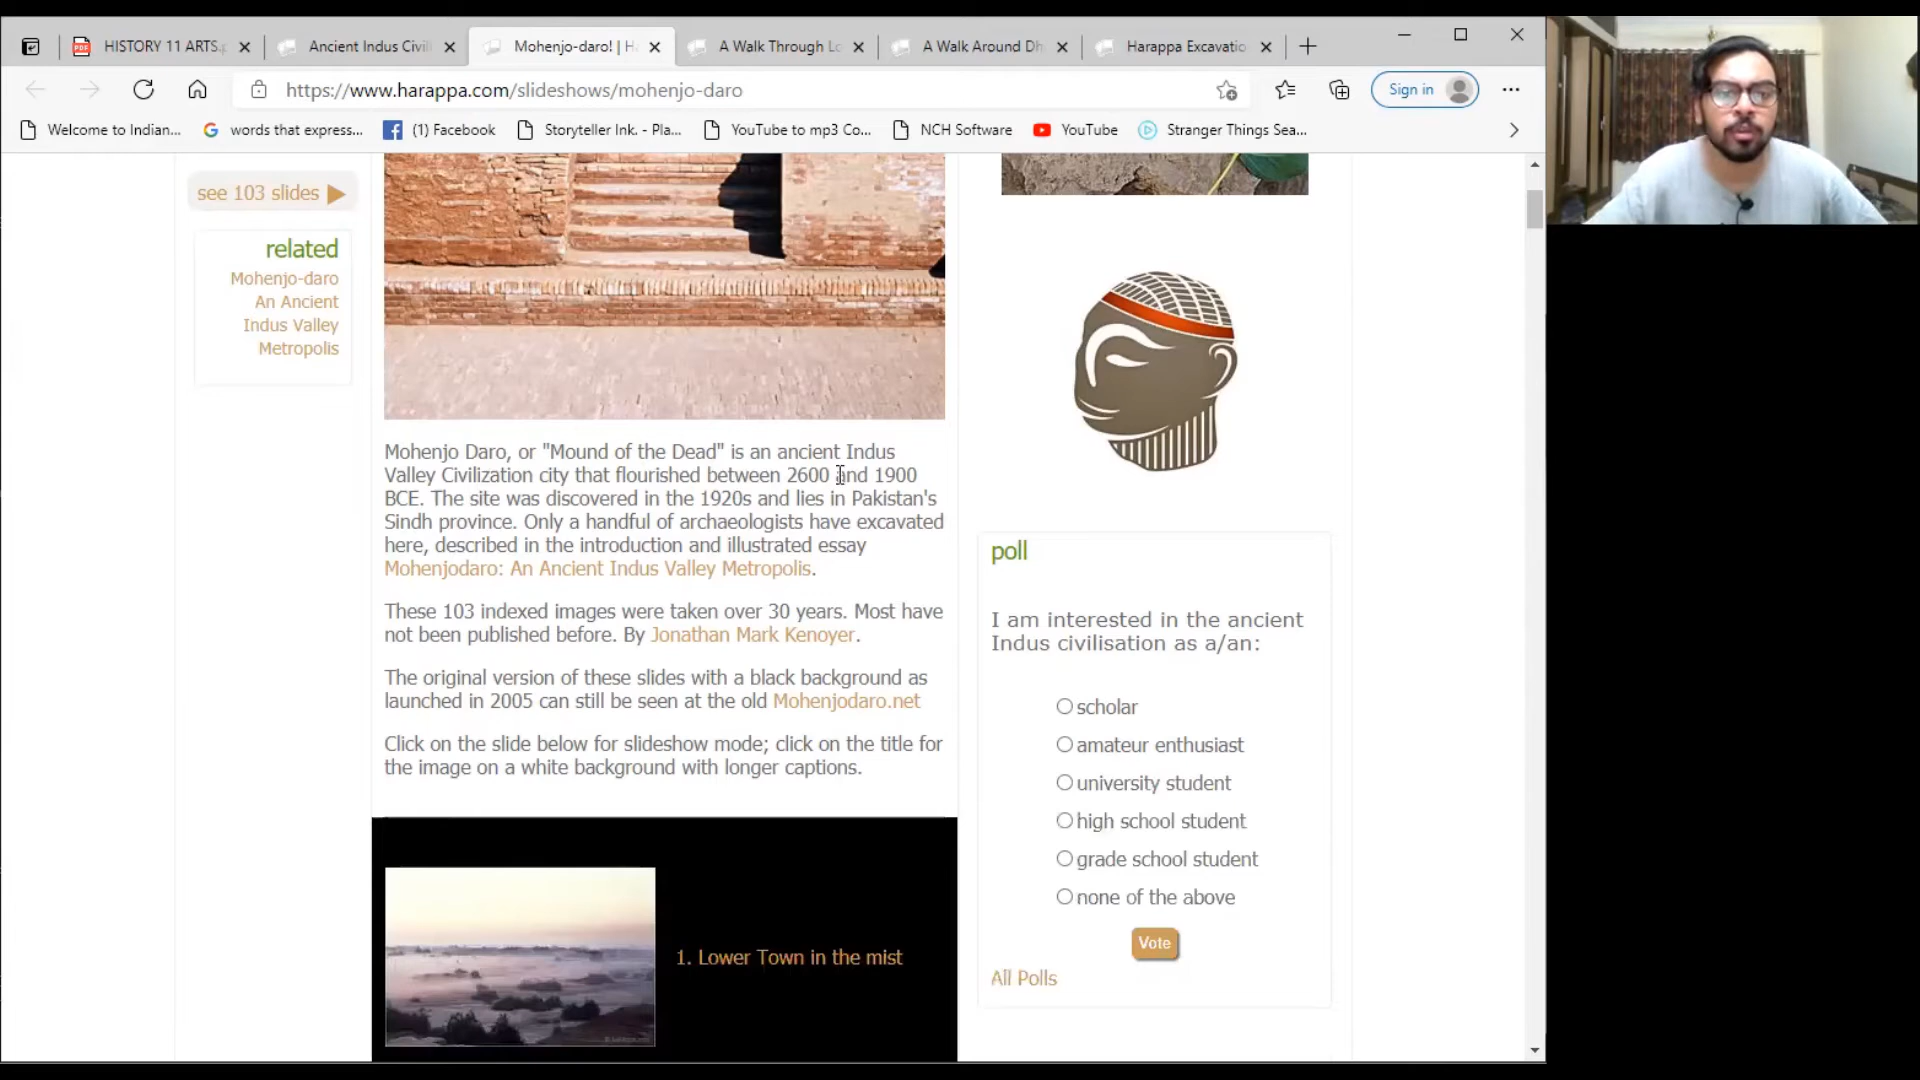 HISTORY 11 ARTS.p
Ancient Indus Civili
Mohenjo-daro! | Ha
A Walk Through Lo
A Walk Around Dh
Harappa Excavatio
https://www.harappa.com/slideshows/mohenjo-daro
Sign in
Welcome to Indian...
words that express...
(1) Facebook
Storyteller Ink. - Pla...
YouTube to mp3 Co...
NCH Software
YouTube
Stranger Things Sea...
see 103 slides
related
Mohenjo-daro
An Ancient
Indus Valley
Metropolis
Mohenjo Daro, or "Mound of the Dead" is an ancient Indus
Valley Civilization city that flourished between 2600 and 1900
BCE. The site was discovered in the 1920s and lies in Pakistan's
Sindh province. Only a handful of archaeologists have excavated
here, described in the introduction and illustrated essay
Mohenjodaro: An Ancient Indus Valley Metropolis.
These 103 indexed images were taken over 30 years. Most have
not been published before. By Jonathan Mark Kenoyer.
The original version of these slides with a black background as
launched in 2005 can still be seen at the old Mohenjodaro.net
Click on the slide below for slideshow mode; click on the title for
the image on a white background with longer captions.
1. Lower Town in the mist
poll
I am interested in the ancient
Indus civilisation as a/an:
scholar
amateur enthusiast
university student
high school student
grade school student
none of the above
Vote
All Polls